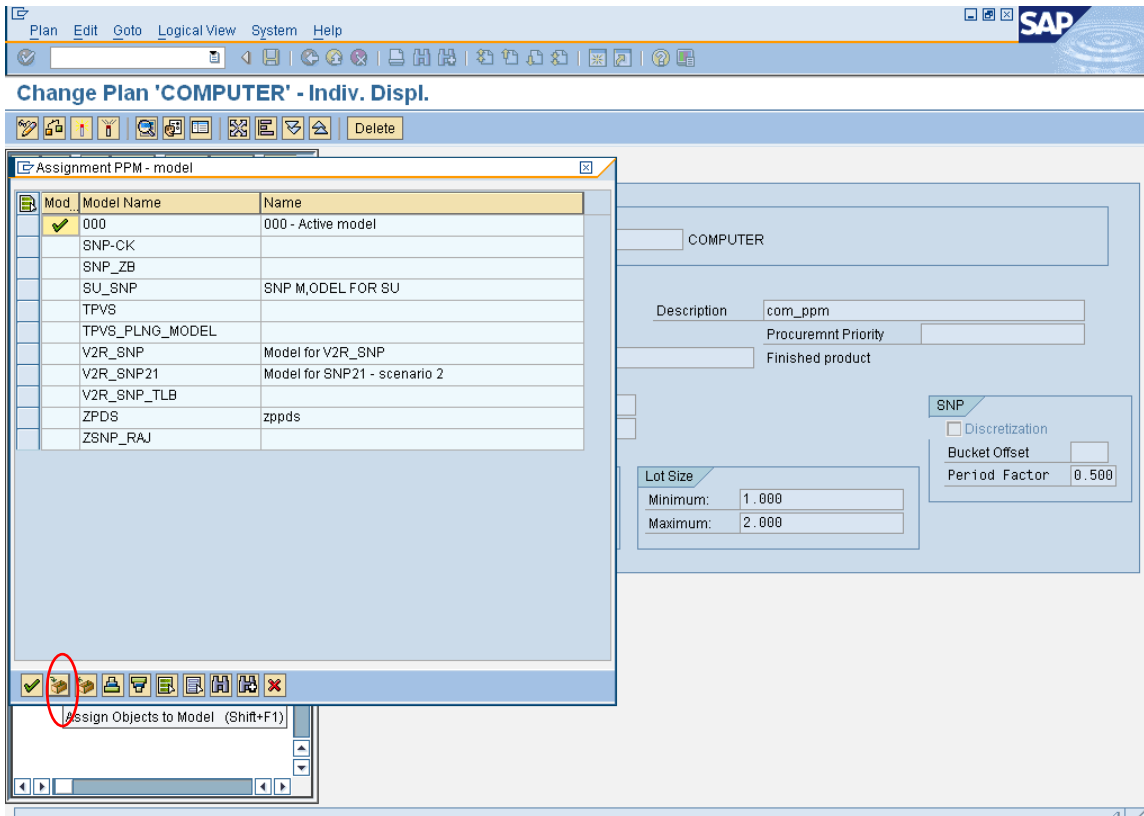 Plan Edit Goto Logical View System Help
SAP
Change Plan 'COMPUTER' - Indiv. Displ.
Delete
Assignment PPM - model
Mod.. Model Name Name
000 000 - Active model
SNP-CK
SNP_ZB
SU_SNP SNP M,ODEL FOR SU
TPVS
TPVS_PLNG_MODEL
V2R_SNP Model for V2R_SNP
V2R_SNP21 Model for SNP21 - scenario 2
V2R_SNP_TLB
ZPDS zppds
ZSNP_RAJ
Assign Objects to Model (Shift+F1)
COMPUTER
Description com_ppm
Procuremnt Priority
Finished product
SNP
Discretization
Bucket Offset
Period Factor 0.500
Lot Size
Minimum: 1.000
Maximum: 2.000